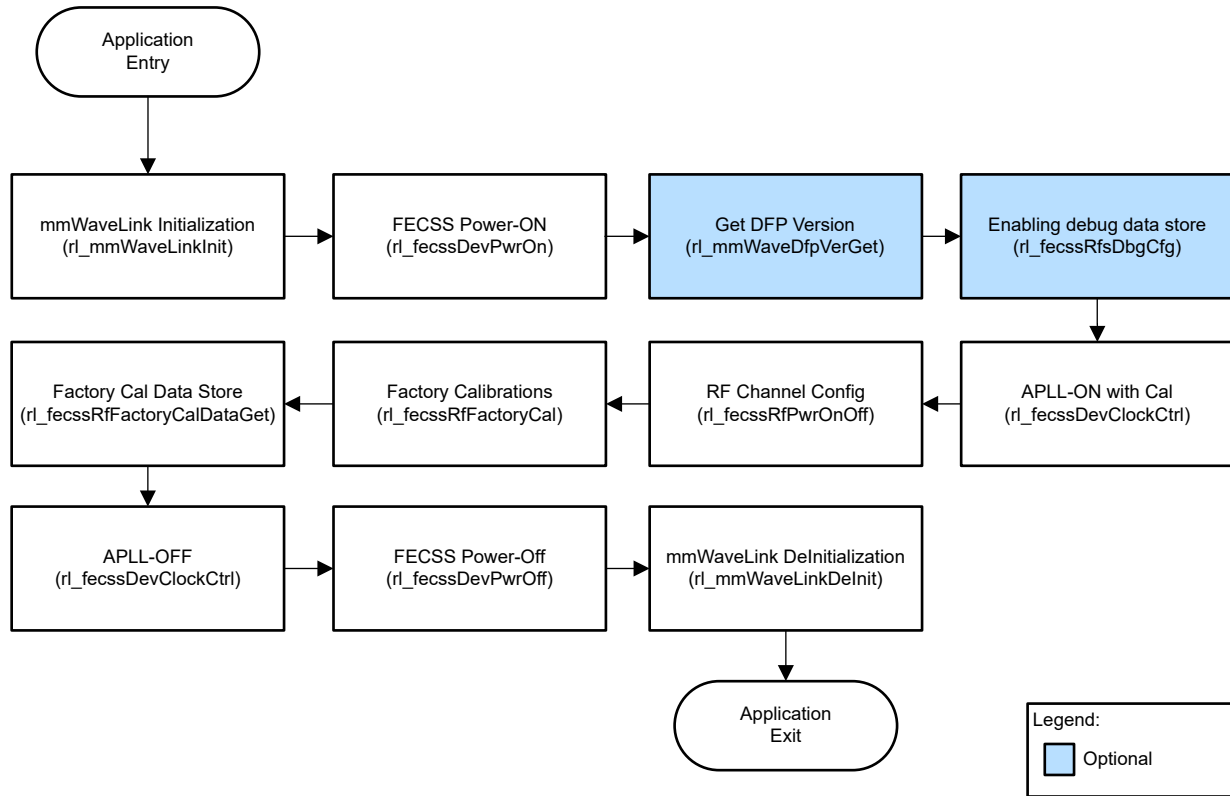 Application
Entry
mmWaveLink Initialization
(rl_mmWaveLinkInit)
FECSS Power-ON
(rl_fecssDevPwrOn)
Get DFP Version
(rl_mmWaveDfpVerGet)
Enabling debug data store
(rl_fecssRfsDbgCfg)
Factory Cal Data Store
(rl_fecssRfFactoryCalDataGet)
Factory Calibrations
(rl_fecssRfFactoryCal)
RF Channel Config
(rl_fecssRfPwrOnOff)
APLL-ON with Cal
(rl_fecssDevClockCtrl)
APLL-OFF
(rl_fecssDevClockCtrl)
FECSS Power-Off
(rl_fecssDevPwrOff)
mmWaveLink DeInitialization
(rl_mmWaveLinkDeInit)
Application
Exit
Legend:
Optional